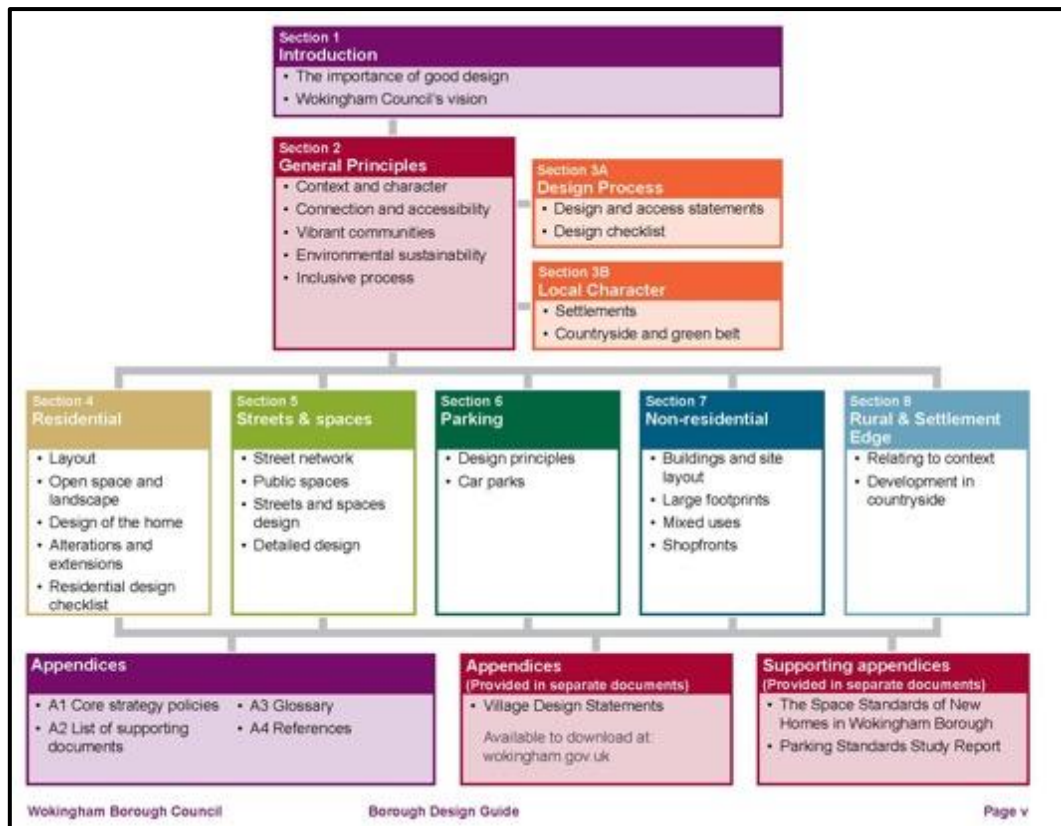 Section 1
Introduction
• The importance of good design
• Wokingham Council's vision
Section 2
General Principles
• Context and character
• Connection and accessibility
• Vibrant communities
• Environmental sustainability
• Inclusive process
Section 3A
Design Process
• Design and access statements
• Design checklist
Section 3B
Local Character
• Settlements
• Countryside and green belt
Section 4
Residential
• Layout
• Open space and
landscape
• Design of the home
• Alterations and
extensions
• Residential design
checklist
Section 5
Streets & spaces
• Street network
• Public spaces
• Streets and spaces
design
• Detailed design
Section 6
Parking
• Design principles
• Car parks
Section 7
Non-residential
• Buildings and site
layout
• Large footprints
• Mixed uses
• Shopfronts
Section 8
Rural & Settlement
Edge
• Relating to context
• Development in
countryside
Appendices
• A1 Core strategy policies
• A2 List of supporting
documents
• A3 Glossary
• A4 References
Appendices
(Provided in separate documents)
• Village Design Statements
Available to download at:
wokingham.gov.uk
Supporting appendices
(Provided in separate documents)
• The Space Standards of New
Homes in Wokingham Borough
• Parking Standards Study Report
Wokingham Borough Council
Borough Design Guide
Page v